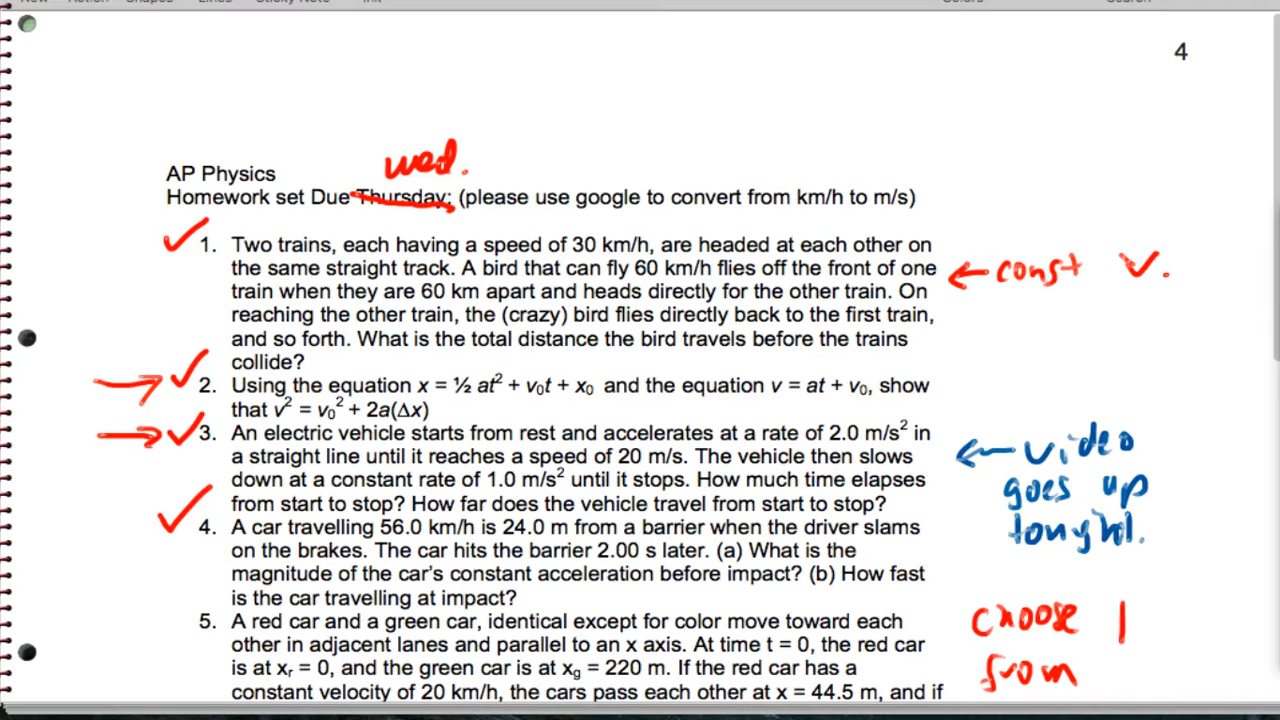 4
wed.
AP Physics
Homework set Due Thursday: (please use google to convert from km/h to m/s)
1. Two trains, each having a speed of 30 km/h, are headed at each other on
the same straight track. A bird that can fly 60 km/h flies off the front of one
train when they are 60 km apart and heads directly for the other train. On
reaching the other train, the (crazy) bird flies directly back to the first train,
and so forth. What is the total distance the bird travels before the trains
collide?
← const v.
2. Using the equation x = ½ at² + v₀t + x₀ and the equation v = at + v₀, show
that v² = v₀² + 2a(Δx)
3. An electric vehicle starts from rest and accelerates at a rate of 2.0 m/s² in
a straight line until it reaches a speed of 20 m/s. The vehicle then slows
down at a constant rate of 1.0 m/s² until it stops. How much time elapses
from start to stop? How far does the vehicle travel from start to stop?
← video
goes up
4. A car travelling 56.0 km/h is 24.0 m from a barrier when the driver slams
on the brakes. The car hits the barrier 2.00 s later. (a) What is the
magnitude of the car's constant acceleration before impact? (b) How fast
is the car travelling at impact?
5. A red car and a green car, identical except for color move toward each
other in adjacent lanes and parallel to an x axis. At time t = 0, the red car
is at xᵣ = 0, and the green car is at x_g = 220 m. If the red car has a
constant velocity of 20 km/h, the cars pass each other at x = 44.5 m, and if
choose 1
from